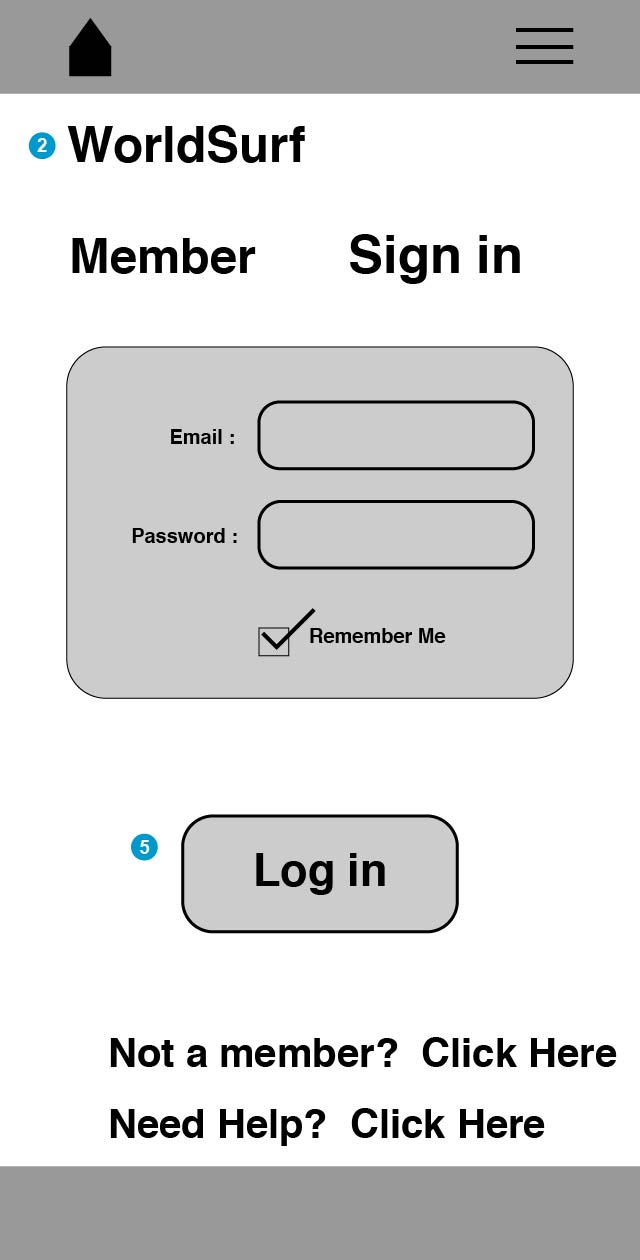 2 WorldSurf
Member Sign in
Email :
Password :
Remember Me
5 Log in
Not a member? Click Here
Need Help? Click Here